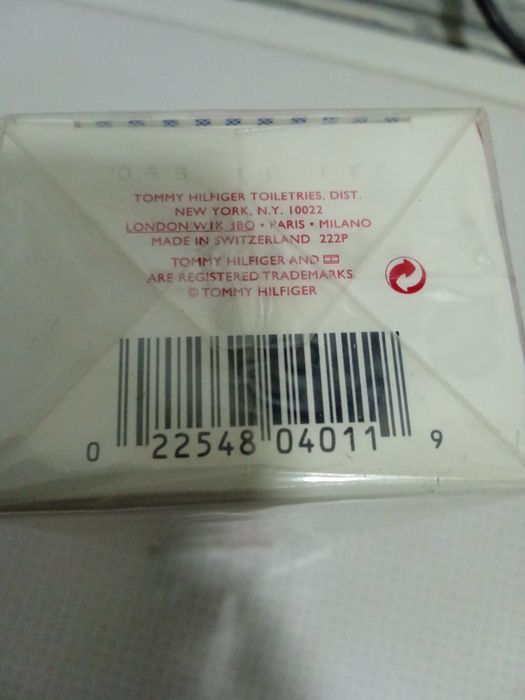 TOMMY HILFIGER TOILETRIES, DIST.
NEW YORK, N.Y. 10022
LONDON W1X 3BQ • PARIS • MILANO
MADE IN SWITZERLAND 222P
TOMMY HILFIGER AND
ARE REGISTERED TRADEMARKS.
© TOMMY HILFIGER
0 22548 04011 9